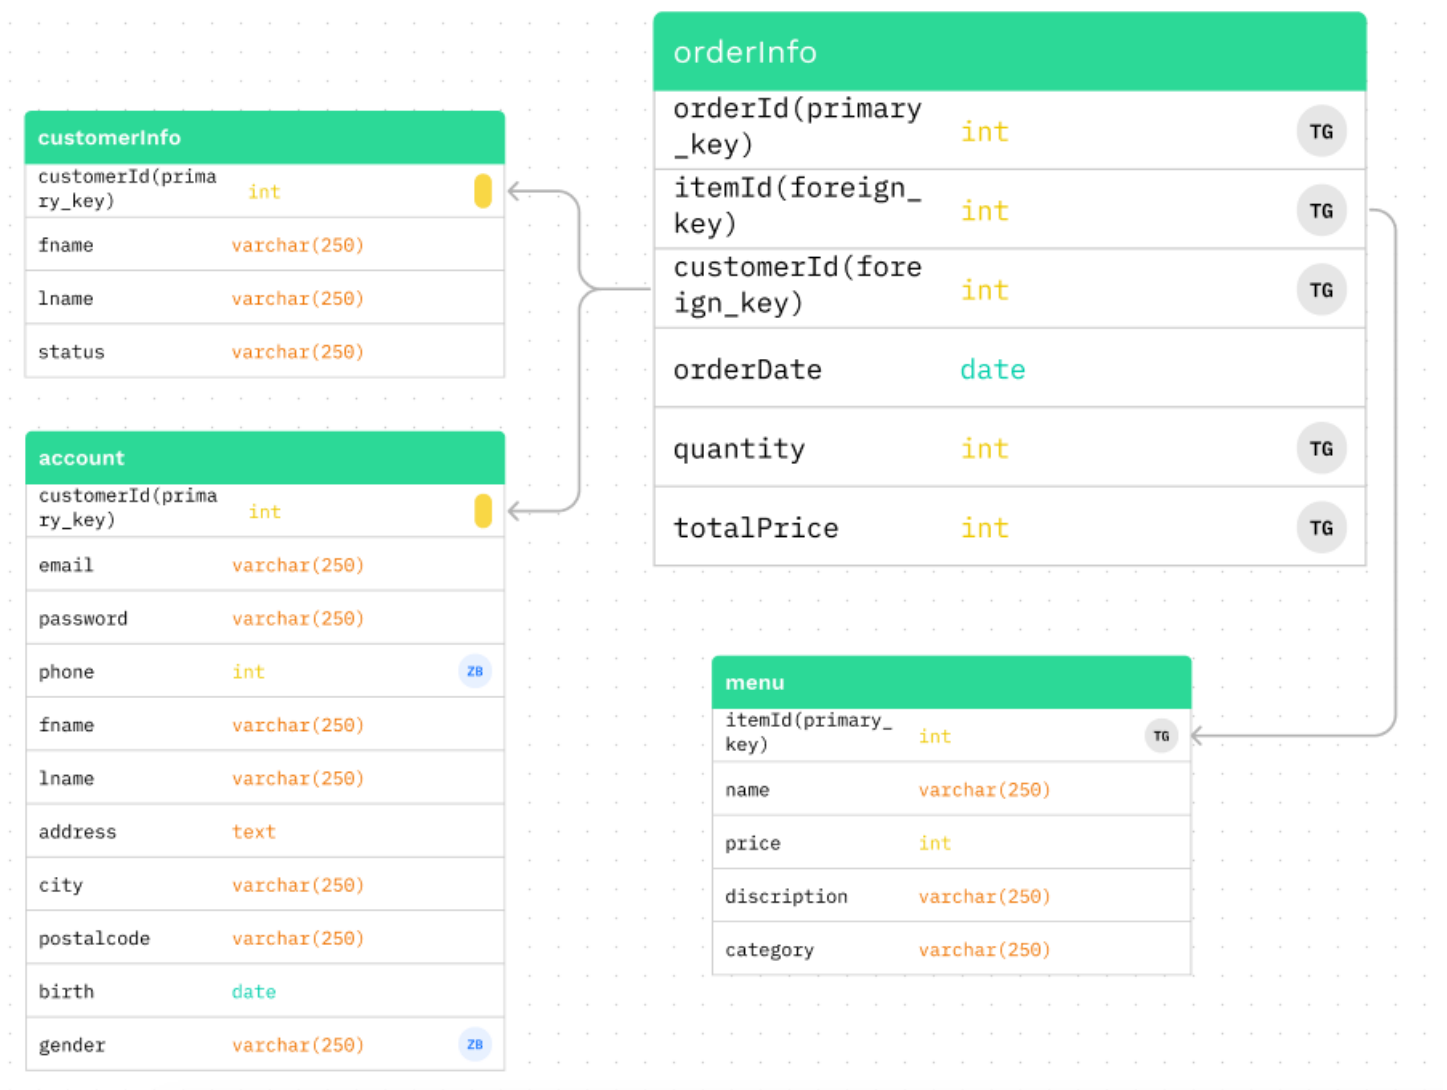 orderInfo
orderId(primary
_key)
int
TG
itemId(foreign_
key)
int
TG
customerId(fore
ign_key)
int
TG
orderDate
date
quantity
int
TG
totalPrice
int
TG
customerInfo
customerId(prima
ry_key)
int
fname
varchar(250)
lname
varchar(250)
status
varchar(250)
account
customerId(prima
ry_key)
int
email
varchar(250)
password
varchar(250)
phone
int
ZB
fname
varchar(250)
lname
varchar(250)
address
text
city
varchar(250)
postalcode
varchar(250)
birth
date
gender
varchar(250)
ZB
menu
itemId(primary_
key)
int
TG
name
varchar(250)
price
int
discription
varchar(250)
category
varchar(250)